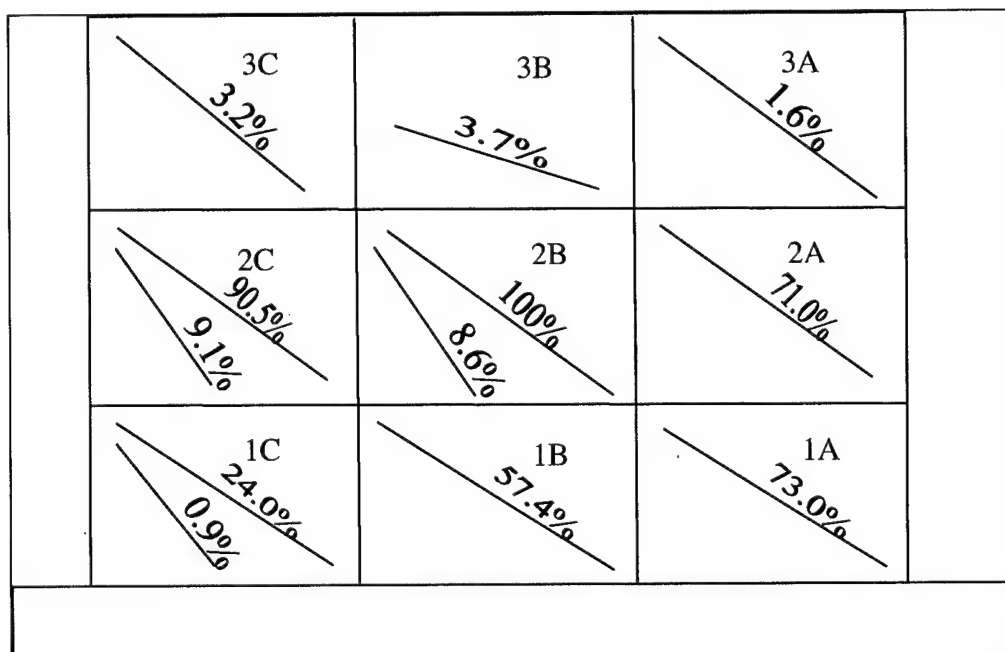 3C
3.2%
3B
3.7%
3A
1.6%
2C
90.5%
9.1%
2B
100%
8.6%
2A
71.0%
1C
24.0%
0.9%
1B
57.4%
1A
73.0%